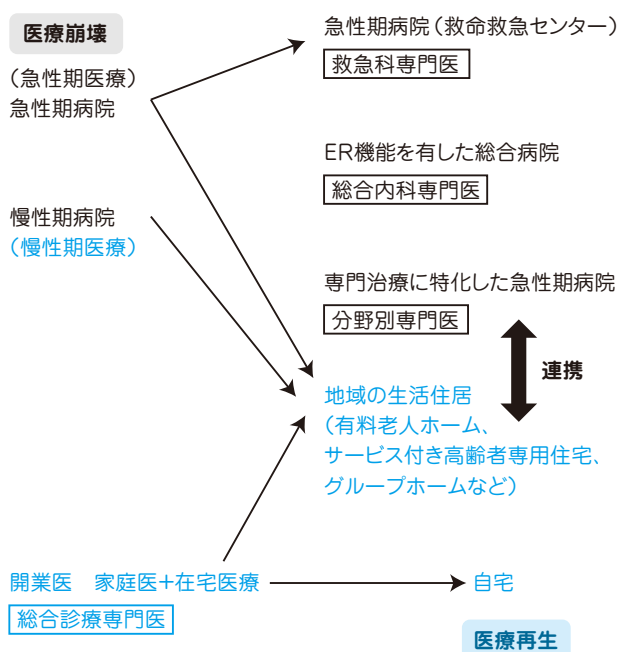 医療崩壊
（急性期医療）
急性期病院
慢性期病院
（慢性期医療）
急性期病院（救命救急センター）
救急科専門医
ER機能を有した総合病院
総合内科専門医
専門治療に特化した急性期病院
分野別専門医
連携
地域の生活住居
（有料老人ホーム、
サービス付き高齢者専用住宅、
グループホームなど）
開業医　家庭医+在宅医療
総合診療専門医
自宅
医療再生